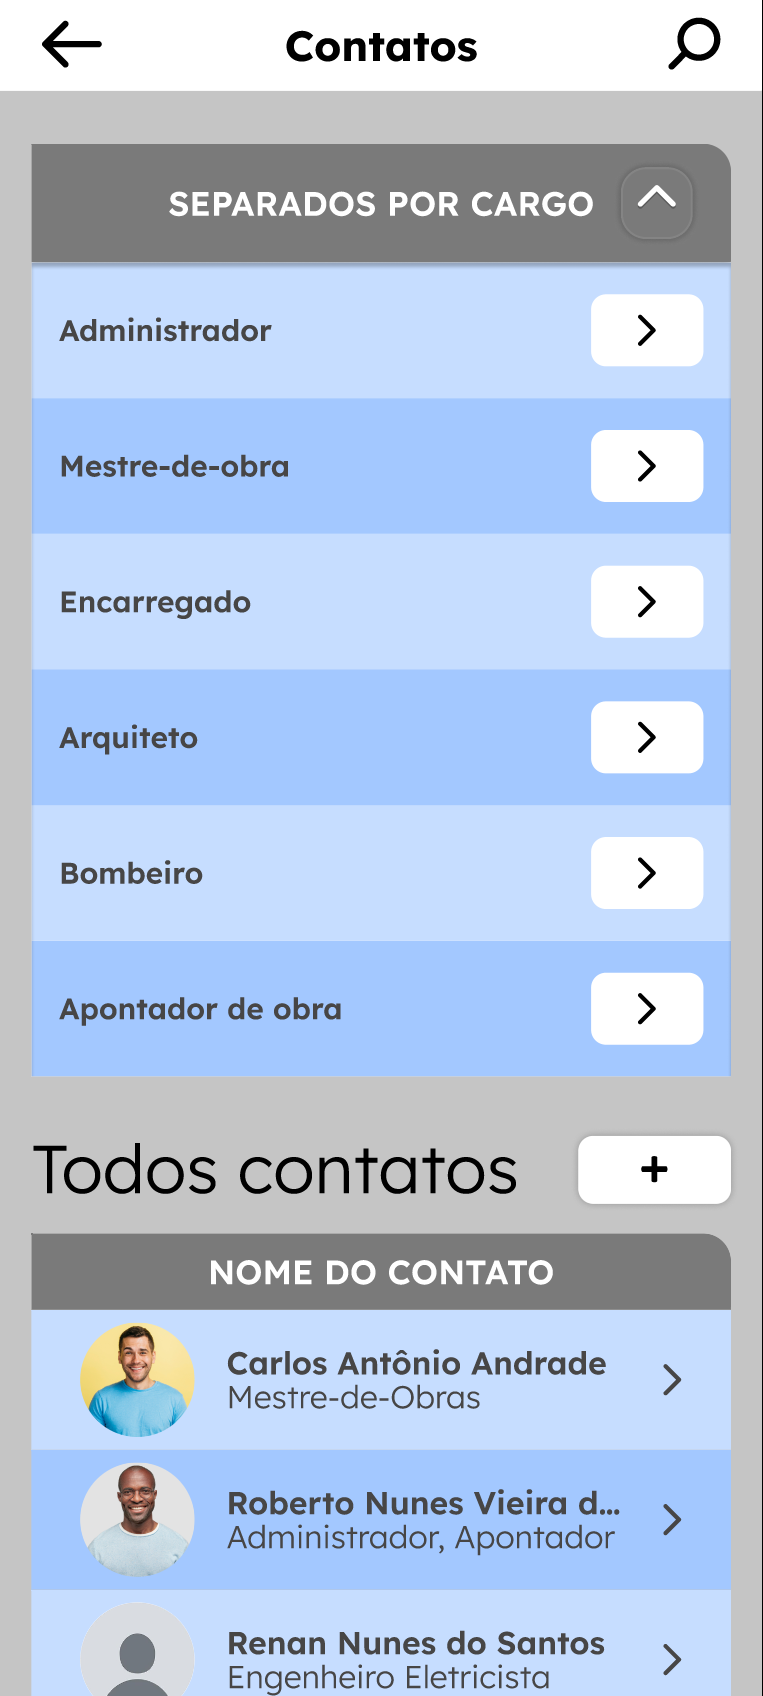 Contatos
SEPARADOS POR CARGO
Administrador
Mestre-de-obra
Encarregado
Arquiteto
Bombeiro
Apontador de obra
Todos contatos
+
NOME DO CONTATO
Carlos Antônio Andrade
Mestre-de-Obras
Roberto Nunes Vieira d...
Administrador, Apontador
Renan Nunes do Santos
Engenheiro Eletricista